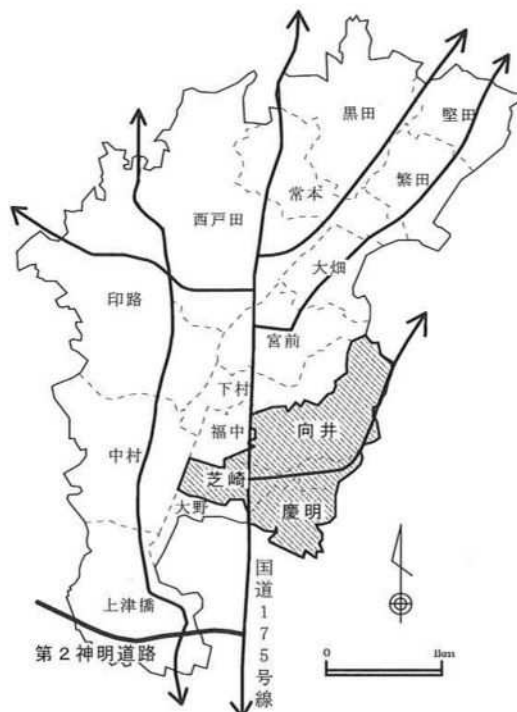 黒田
堅田
繁田
常本
西戸田
大畑
印路
宮前
下村
向井
福中
中村
芝崎
大野
慶明
国道175号線
上津橋
第2神明道路
0
1km